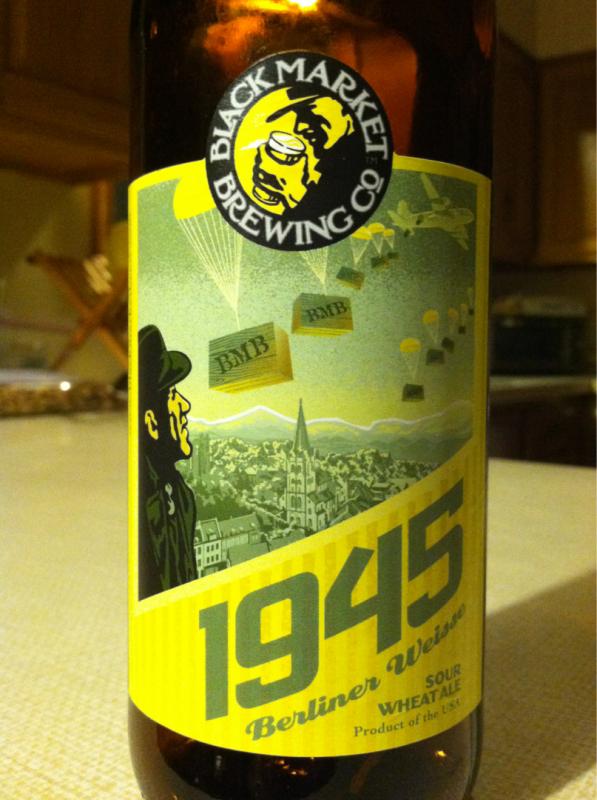 BLACK MARKET
BREWING CO
TM
BMB
BMB
1945
Berliner Weisse
SOUR
WHEAT ALE
Product of the USA